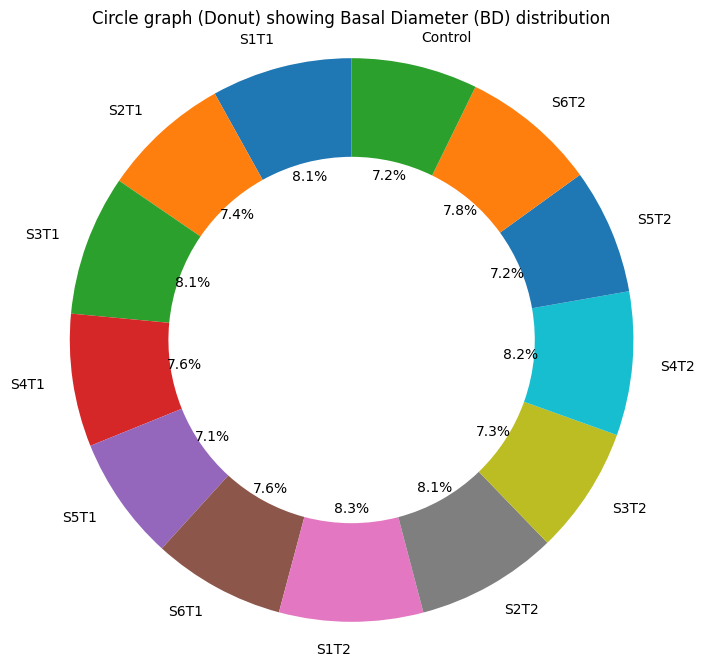 Circle graph (Donut) showing Basal Diameter (BD) distribution
S1T1
8.1%
S2T1
7.4%
S3T1
8.1%
S4T1
7.6%
S5T1
7.1%
S6T1
7.6%
S1T2
8.3%
S2T2
8.1%
S3T2
7.3%
S4T2
8.2%
S5T2
7.2%
S6T2
7.8%
Control
7.2%